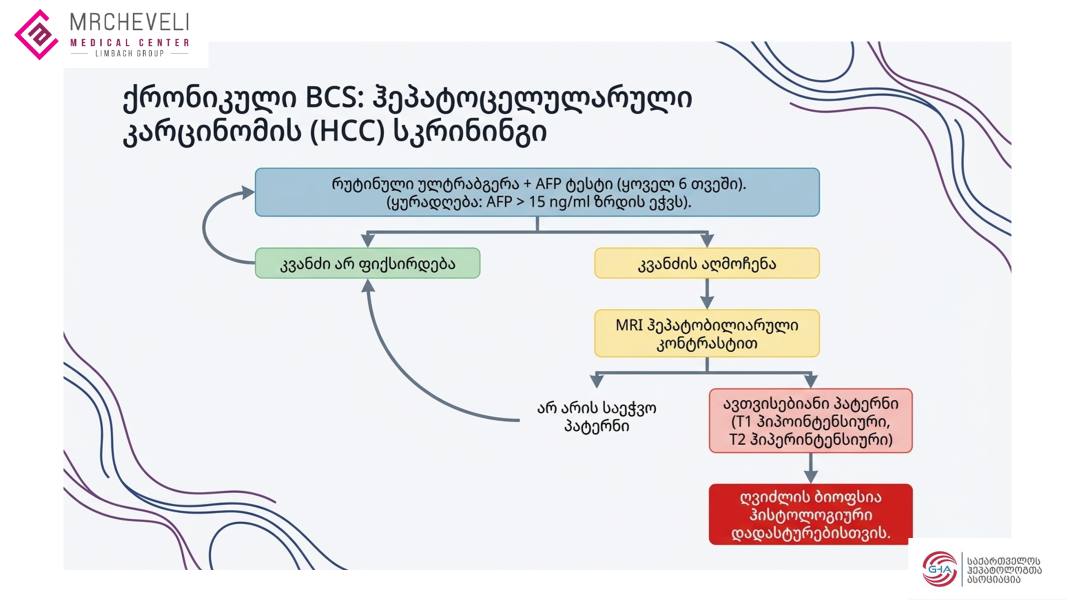 MRCHEVELI
MEDICAL CENTER
LIMBACH GROUP
ქრონიკული BCS: ჰეპატოცელულარული
კარცინომის (HCC) სკრინინგი
რუტინული ულტრაბგერა + AFP ტესტი (ყოველ 6 თვეში).
(ყურადღება: AFP > 15 ng/ml ზრდის ეჭვს).
კვანძი არ ფიქსირდება
კვანძის აღმოჩენა
MRI ჰეპატობილიარული
კონტრასტით
არ არის საეჭვო
პატერნი
ავთვისებიანი პატერნი
(T1 ჰიპოინტენსიური,
T2 ჰიპერინტენსიური)
ღვიძლის ბიოფსია
ჰისტოლოგიური
დადასტურებისთვის.
GHA
საქართველოს
ჰეპატოლოგთა
ასოციაცია